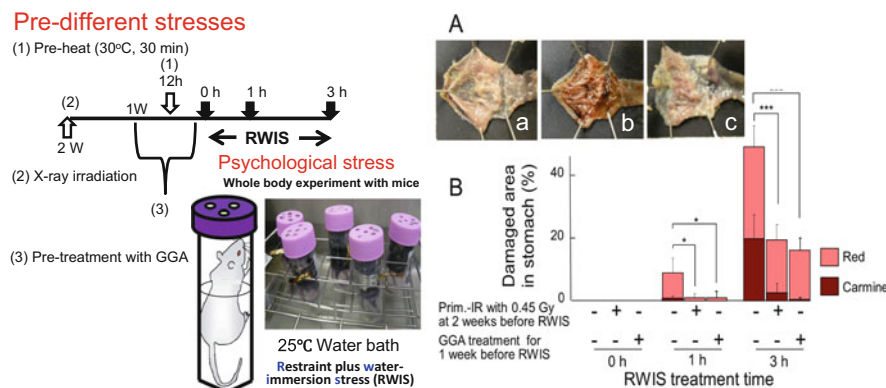 Pre-different stresses
(1) Pre-heat (30°C, 30 min)
(1)
12h
0 h
1 h
3 h
(2)
1W
2 W
RWIS
Psychological stress
(2) X-ray irradiation
Whole body experiment with mice
(3)
(3) Pre-treatment with GGA
25℃ Water bath
Restraint plus water-
immersion stress (RWIS)
A
a
b
c
B
Damaged area
in stomach (%)
40
20
0
*
*
***
Red
Carmine
Prim.-IR with 0.45 Gy
at 2 weeks before RWIS
- + - - + - - + -
GGA treatment for
1 week before RWIS
- - + - - + - - +
0 h
1 h
3 h
RWIS treatment time